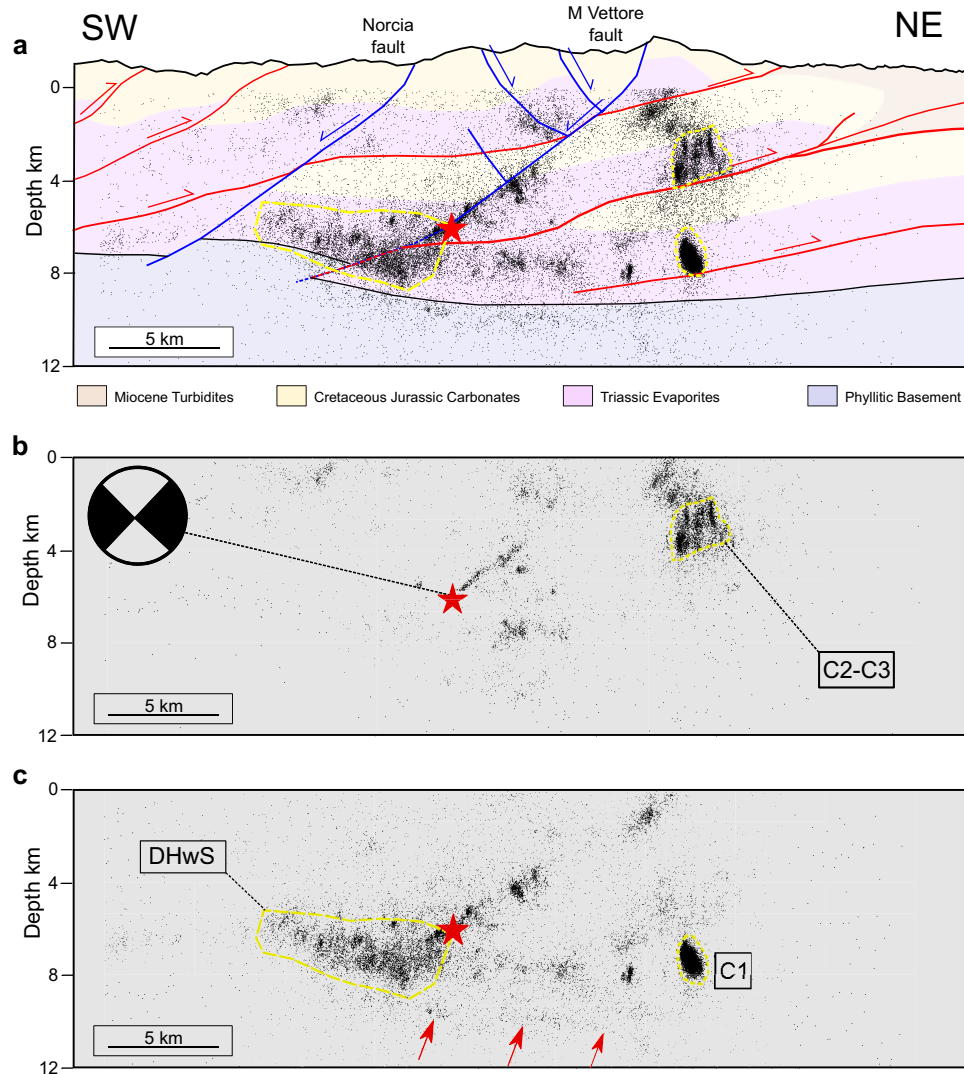 SW
Norcia
fault
M Vettore
fault
NE
a
0
4
8
12
Depth km
5 km
Miocene Turbidites
Cretaceous Jurassic Carbonates
Triassic Evaporites
Phyllitic Basement
b
0
4
8
12
Depth km
C2-C3
5 km
c
0
4
8
12
Depth km
DHwS
C1
5 km